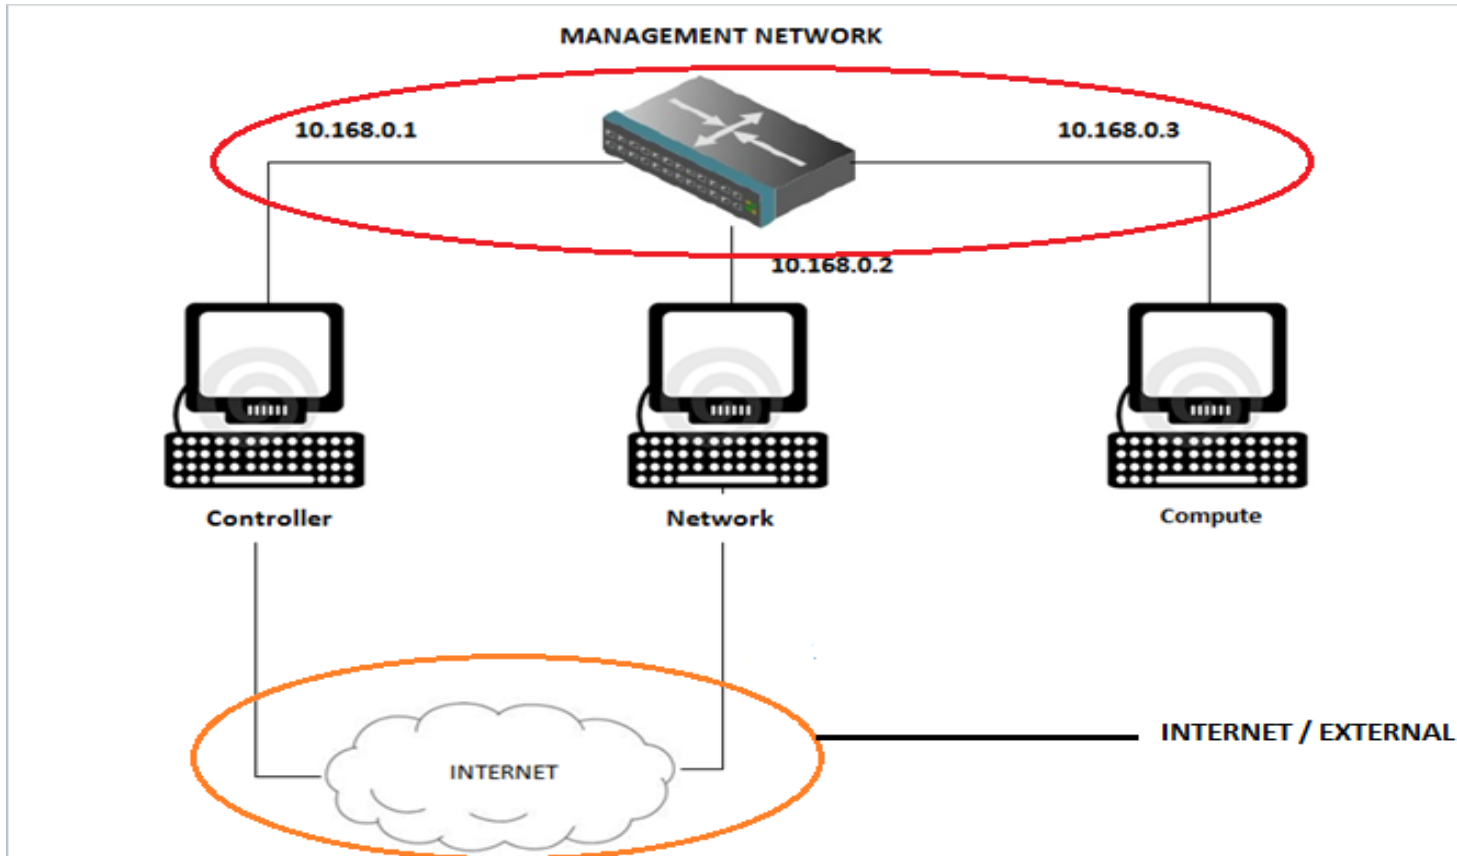 MANAGEMENT NETWORK
10.168.0.1
10.168.0.3
10.168.0.2
Controller
Network
Compute
INTERNET / EXTERNAL
INTERNET